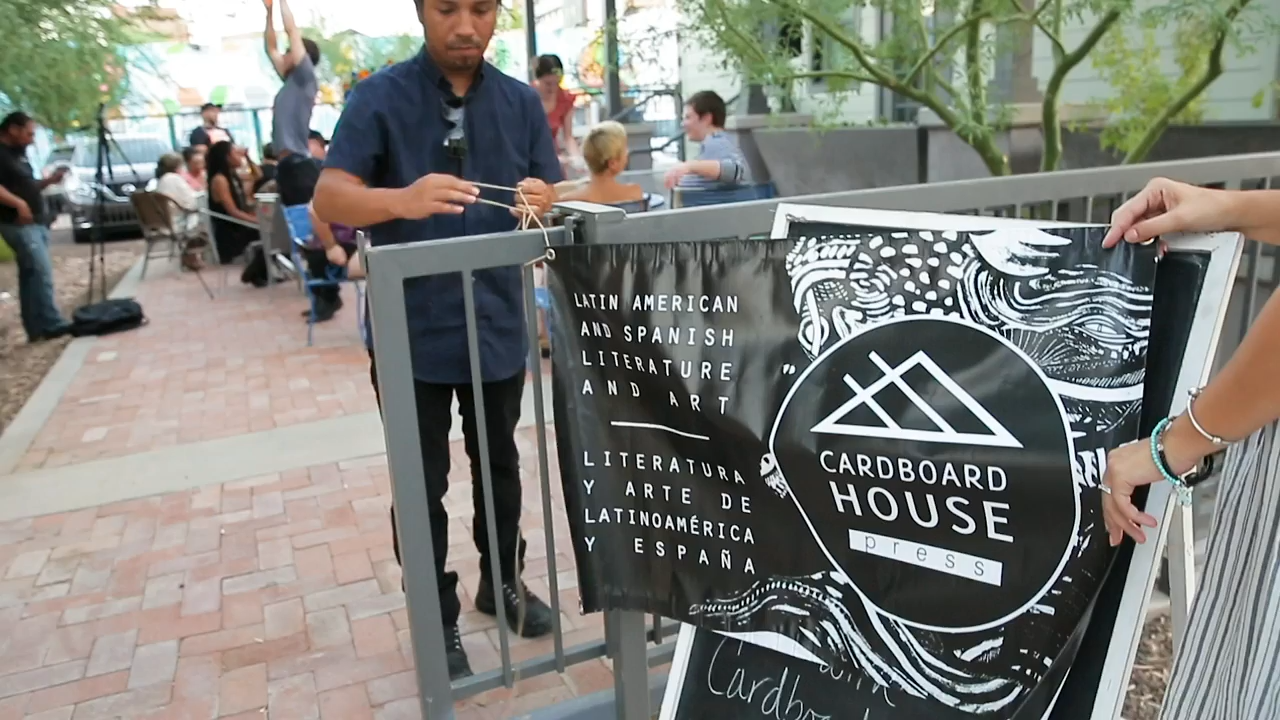 LATIN AMERICAN
AND SPANISH
LITERATURE
AND ART
LITERATURA
Y ARTE DE
LATINOAMÉRICA
Y ESPAÑA
CARDBOARD
HOUSE
press